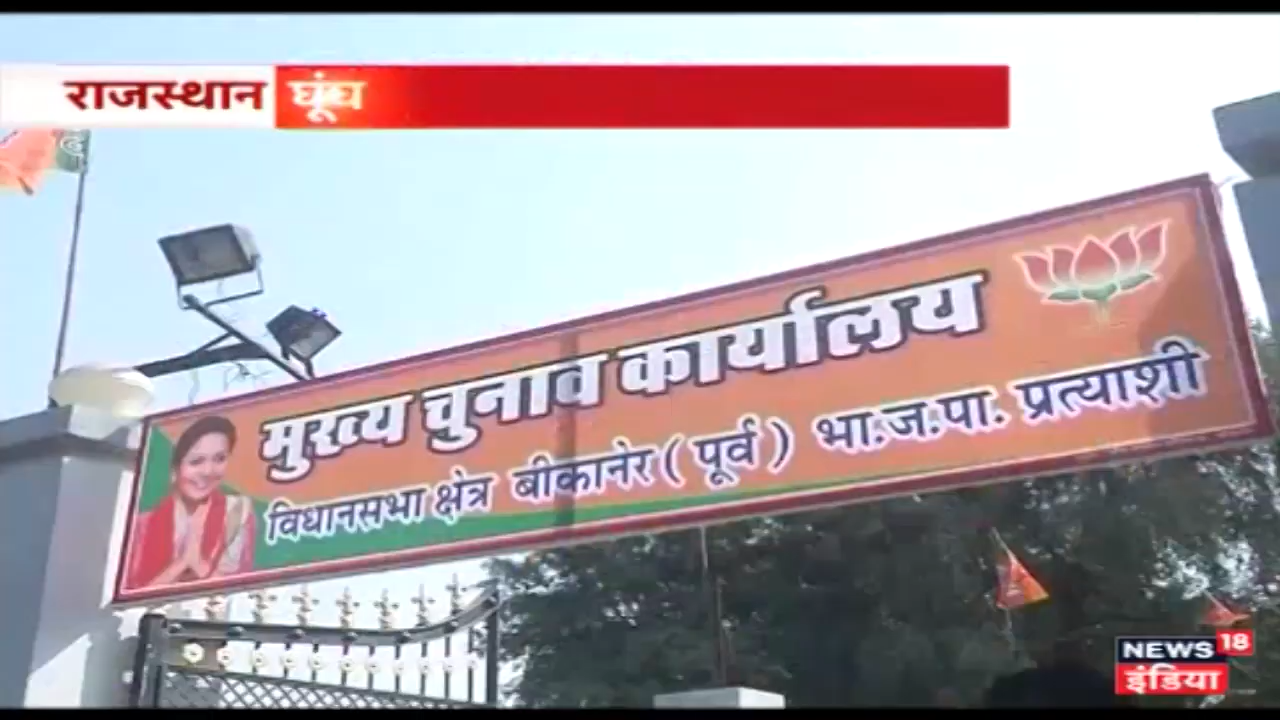 राजस्थान घूंघ
मुख्य चुनाव कार्यालय
विधानसभा क्षेत्र बीकानेर ( पूर्व ) भा.ज.पा. प्रत्याशी
NEWS 18
इंडिया